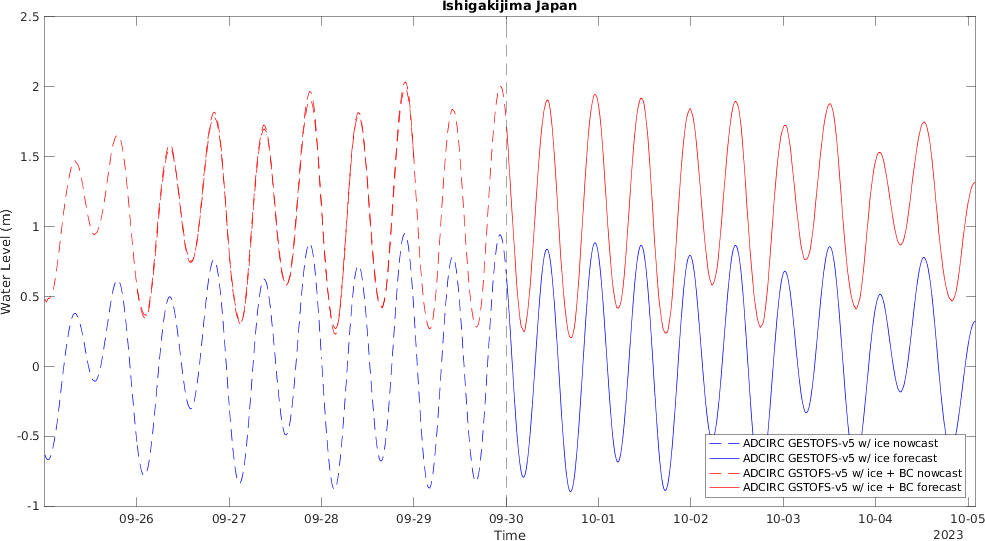 Ishigakijima Japan
2.5
2
1.5
1
0.5
0
-0.5
-1
Water Level (m)
09-26
09-27
09-28
09-29
09-30
10-01
10-02
10-03
10-04
10-05
Time
2023
ADCIRC GESTOFS-v5 w/ ice nowcast
ADCIRC GESTOFS-v5 w/ ice forecast
ADCIRC GSTOFS-v5 w/ ice + BC nowcast
ADCIRC GSTOFS-v5 w/ ice + BC forecast